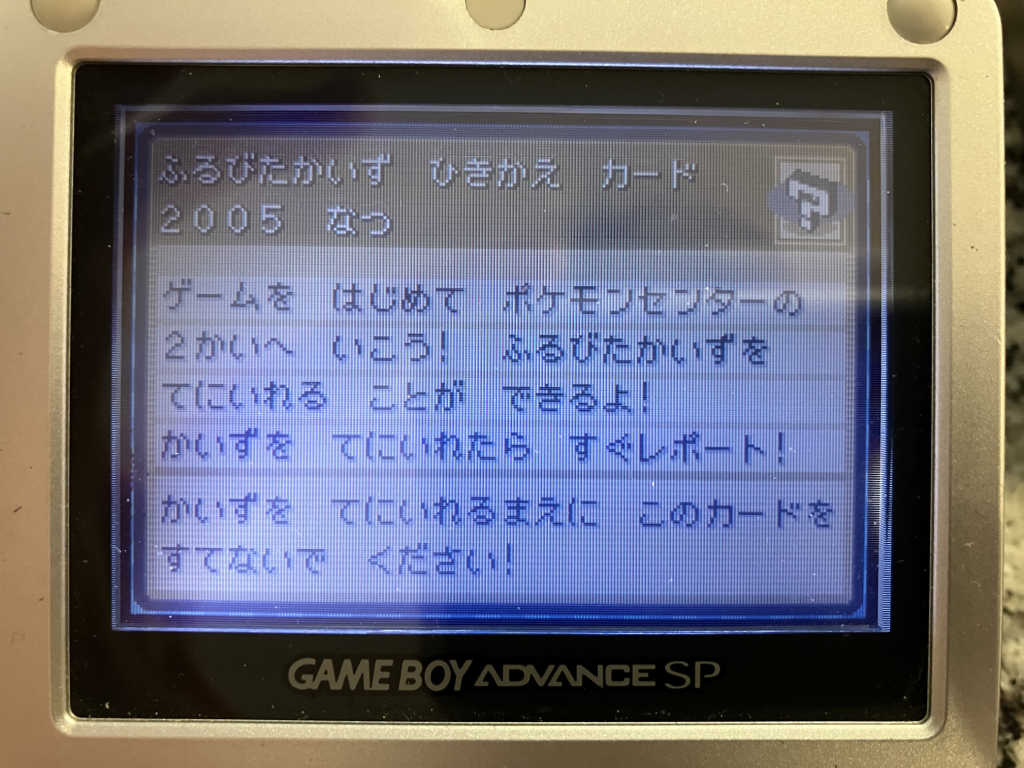 ふるびたかいず　ひきかえ　カード
２００５　なつ
ゲームを　はじめて　ポケモンセンターの
２かいへ　いこう！　ふるびたかいずを
てにいれる　ことが　できるよ！
かいずを　てにいれたら　すぐレポート！
かいずを　てにいれるまえに　このカードを
すてないで　ください！
GAME BOY ADVANCE SP